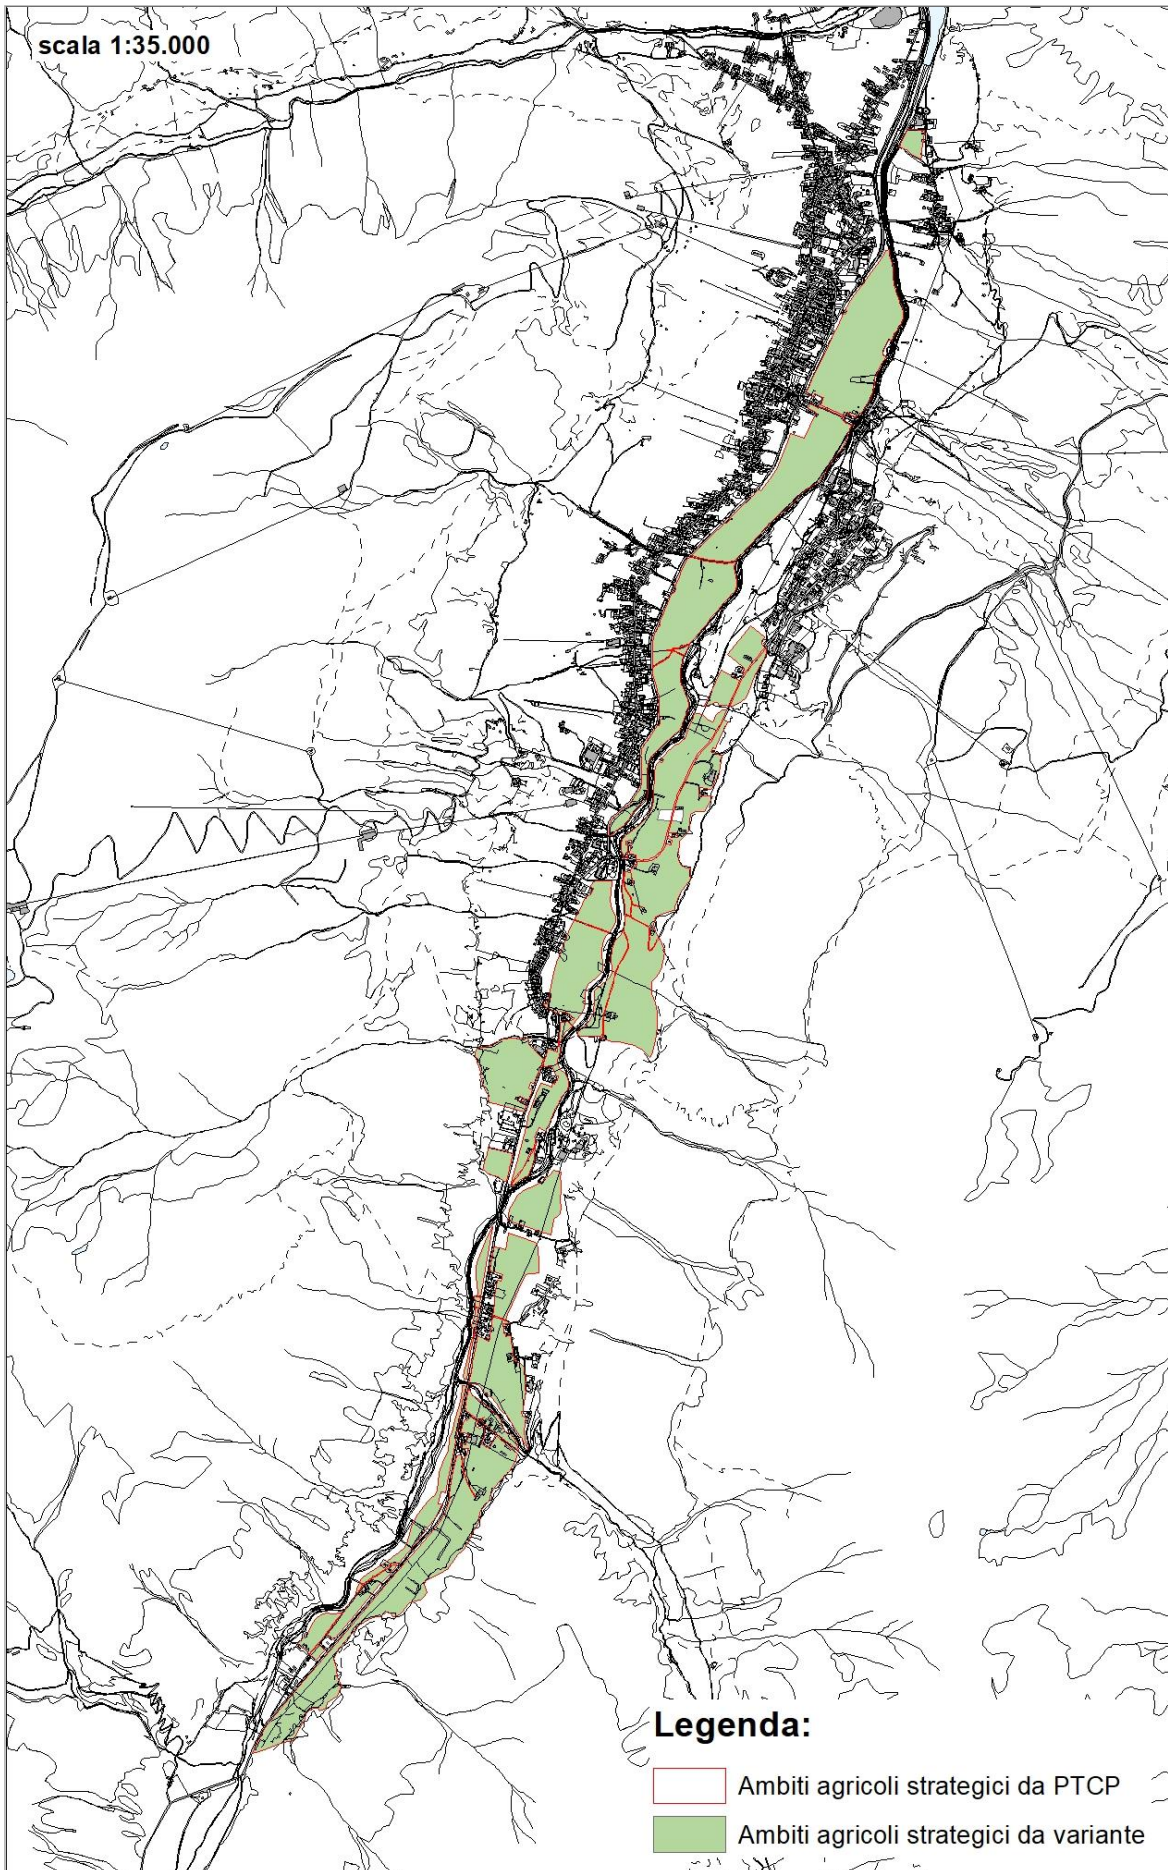 scala 1:35.000
Legenda:
Ambiti agricoli strategici da PTCP
Ambiti agricoli strategici da variante